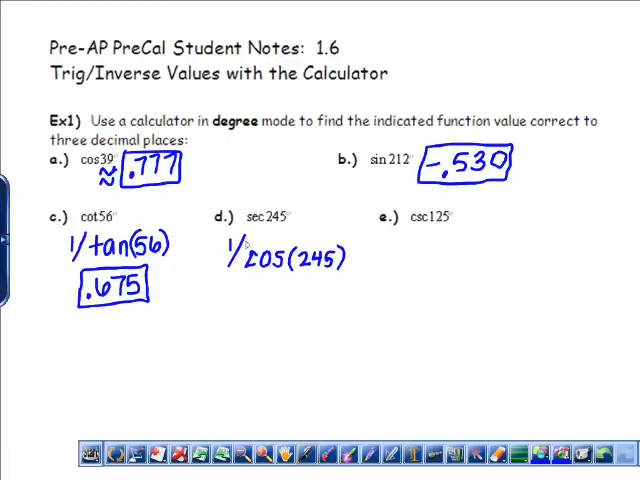 Pre-AP PreCal Student Notes: 1.6
Trig/Inverse Values with the Calculator
Ex1) Use a calculator in degree mode to find the indicated function value correct to
three decimal places:
a.) cos39° b.) sin 212°
≈ .777 -.530
c.) cot56° d.) sec 245° e.) csc125°
1/tan(56) 1/cos(245)
.675